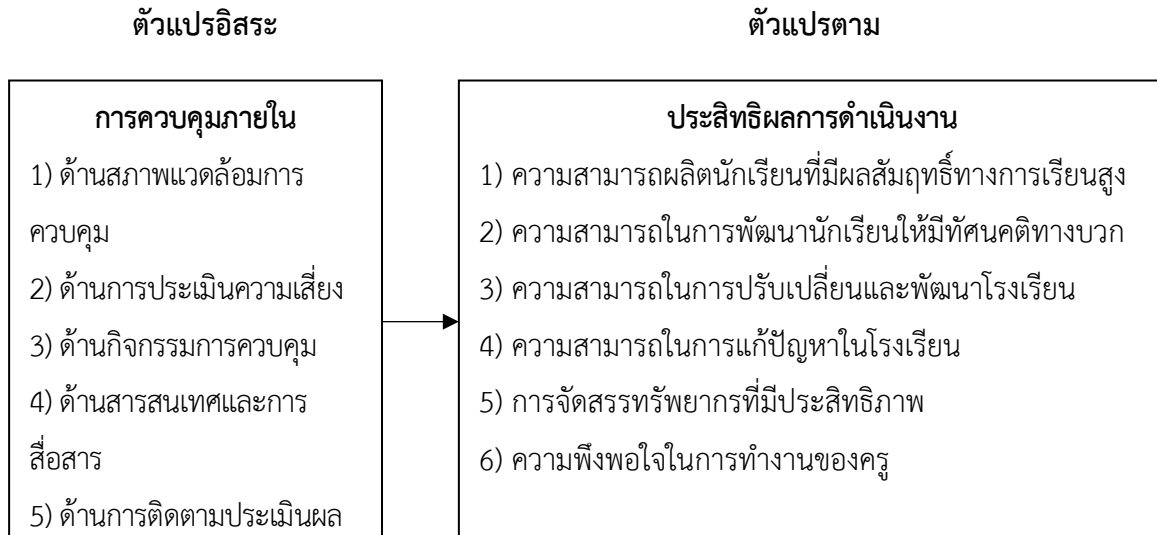 ตัวแปรอิสระ
ตัวแปรตาม
การควบคุมภายใน
1) ด้านสภาพแวดล้อมการ
ควบคุม
2) ด้านการประเมินความเสี่ยง
3) ด้านกิจกรรมการควบคุม
4) ด้านสารสนเทศและการ
สื่อสาร
5) ด้านการติดตามประเมินผล
ประสิทธิผลการดำเนินงาน
1) ความสามารถผลิตนักเรียนที่มีผลสัมฤทธิ์ทางการเรียนสูง
2) ความสามารถในการพัฒนานักเรียนให้มีทัศนคติทางบวก
3) ความสามารถในการปรับเปลี่ยนและพัฒนาโรงเรียน
4) ความสามารถในการแก้ปัญหาในโรงเรียน
5) การจัดสรรทรัพยากรที่มีประสิทธิภาพ
6) ความพึงพอใจในการทำงานของครู